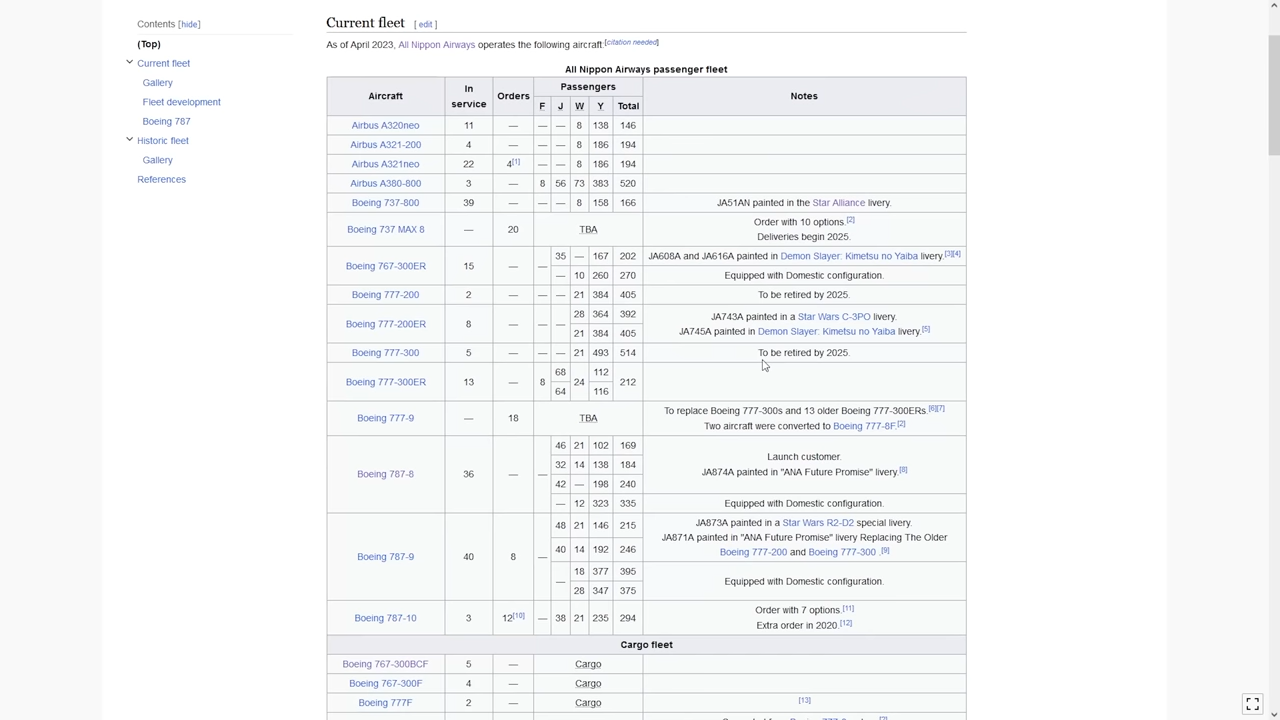 Contents [hide]
(Top)
Current fleet
Gallery
Fleet development
Boeing 787
Historic fleet
Gallery
References
Current fleet [ edit ]
As of April 2023, All Nippon Airways operates the following aircraft:[citation needed]
All Nippon Airways passenger fleet
Aircraft In service Orders Passengers Notes
F J W Y Total
Airbus A320neo 11 — — — 8 138 146
Airbus A321-200 4 — — — 8 186 194
Airbus A321neo 22 4[1] — — 8 186 194
Airbus A380-800 3 — 8 56 73 383 520
Boeing 737-800 39 — — — 8 158 166 JA51AN painted in the Star Alliance livery.
Boeing 737 MAX 8 — 20 TBA Order with 10 options.[2]
Deliveries begin 2025.
Boeing 767-300ER 15 — — 35 — 167 202 JA608A and JA616A painted in Demon Slayer: Kimetsu no Yaiba livery.[3][4]
— 10 260 270 Equipped with Domestic configuration.
Boeing 777-200 2 — — — 21 384 405 To be retired by 2025.
Boeing 777-200ER 8 — — — 28 364 392 JA743A painted in a Star Wars C-3PO livery.
21 384 405 JA745A painted in Demon Slayer: Kimetsu no Yaiba livery.[5]
Boeing 777-300 5 — — — 21 493 514 To be retired by 2025.
Boeing 777-300ER 13 — 8 68 24 112 212
64 116
Boeing 777-9 — 18 TBA To replace Boeing 777-300s and 13 older Boeing 777-300ERs.[6][7]
Two aircraft were converted to Boeing 777-8F.[2]
Boeing 787-8 36 — — 46 21 102 169 Launch customer.
32 14 138 184 JA874A painted in "ANA Future Promise" livery.[8]
42 — 198 240
— 12 323 335 Equipped with Domestic configuration.
Boeing 787-9 40 8 — 48 21 146 215 JA873A painted in a Star Wars R2-D2 special livery.
JA871A painted in "ANA Future Promise" livery Replacing The Older
40 14 192 246 Boeing 777-200 and Boeing 777-300 .[9]
— 18 377 395 Equipped with Domestic configuration.
28 347 375
Boeing 787-10 3 12[10] — 38 21 235 294 Order with 7 options.[11]
Extra order in 2020.[12]
Cargo fleet
Boeing 767-300BCF 5 — Cargo
Boeing 767-300F 4 — Cargo
Boeing 777F 2 — Cargo [13]